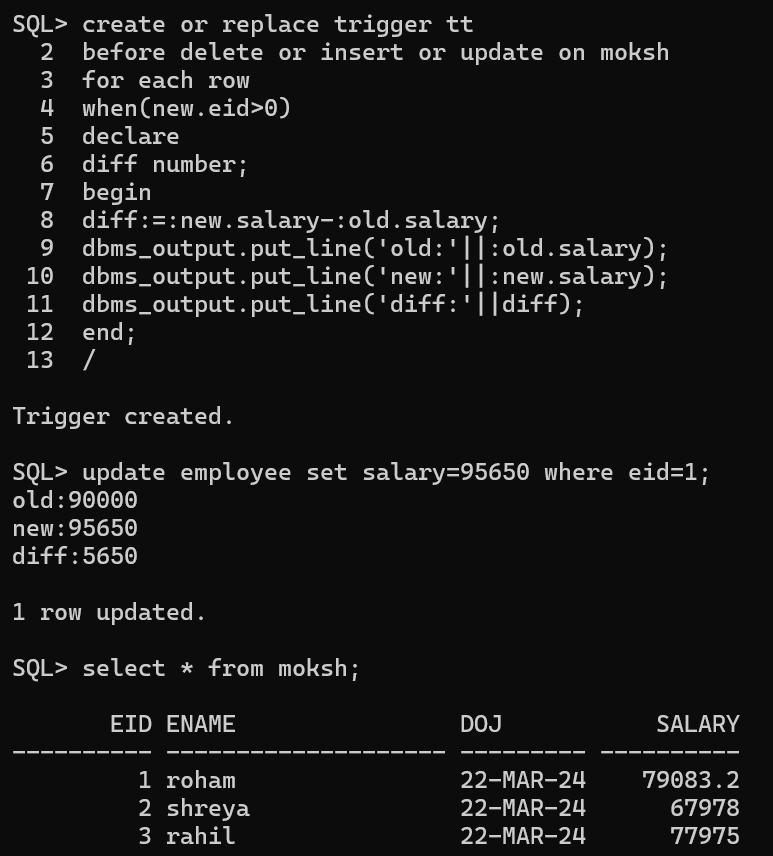 SQL> create or replace trigger tt
  2  before delete or insert or update on moksh
  3  for each row
  4  when(new.eid>0)
  5  declare
  6  diff number;
  7  begin
  8  diff:=:new.salary-:old.salary;
  9  dbms_output.put_line('old:'||:old.salary);
 10  dbms_output.put_line('new:'||:new.salary);
 11  dbms_output.put_line('diff:'||diff);
 12  end;
 13  /
Trigger created.
SQL> update employee set salary=95650 where eid=1;
old:90000
new:95650
diff:5650
1 row updated.
SQL> select * from moksh;
       EID ENAME                DOJ           SALARY
---------- -------------------- --------- ----------
         1 roham                22-MAR-24    79083.2
         2 shreya               22-MAR-24      67978
         3 rahil                22-MAR-24      77975